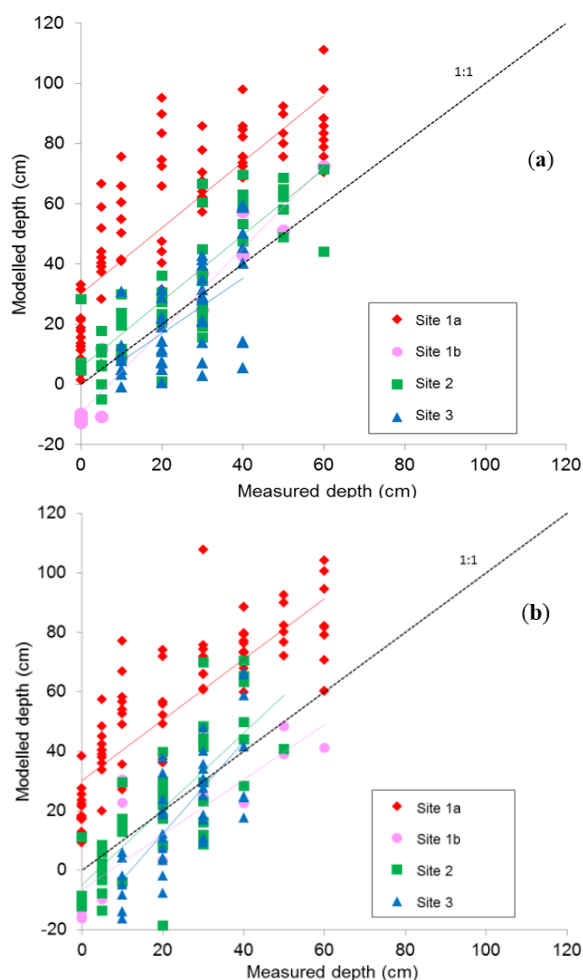 120
100
80
60
40
20
0
-20
Modelled depth (cm)
1:1
(a)
Site 1a
Site 1b
Site 2
Site 3
0 20 40 60 80 100 120
Measured depth (cm)
120
100
80
60
40
20
0
-20
Modelled depth (cm)
1:1
(b)
Site 1a
Site 1b
Site 2
Site 3
0 20 40 60 80 100 120
Measured depth (cm)